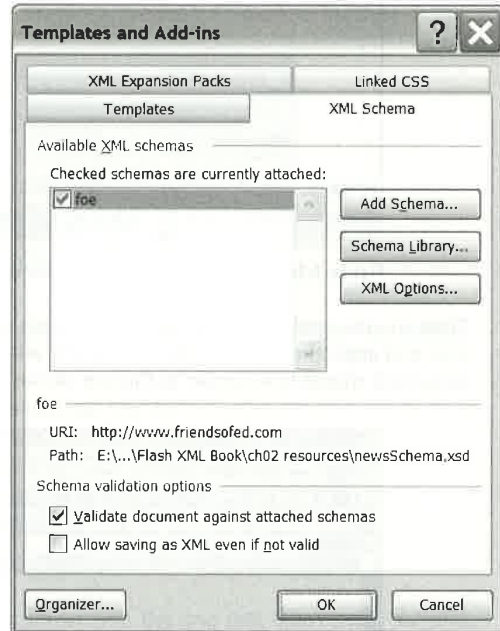 Templates and Add-ins
?
XML Expansion Packs
Linked CSS
Templates
XML Schema
Available XML schemas
Checked schemas are currently attached:
foe
Add Schema...
Schema Library...
XML Options...
foe
URI: http://www.friendsofed.com
Path: E:\...\Flash XML Book\ch02 resources\newsSchema.xsd
Schema validation options
Validate document against attached schemas
Allow saving as XML even if not valid
Organizer...
OK
Cancel